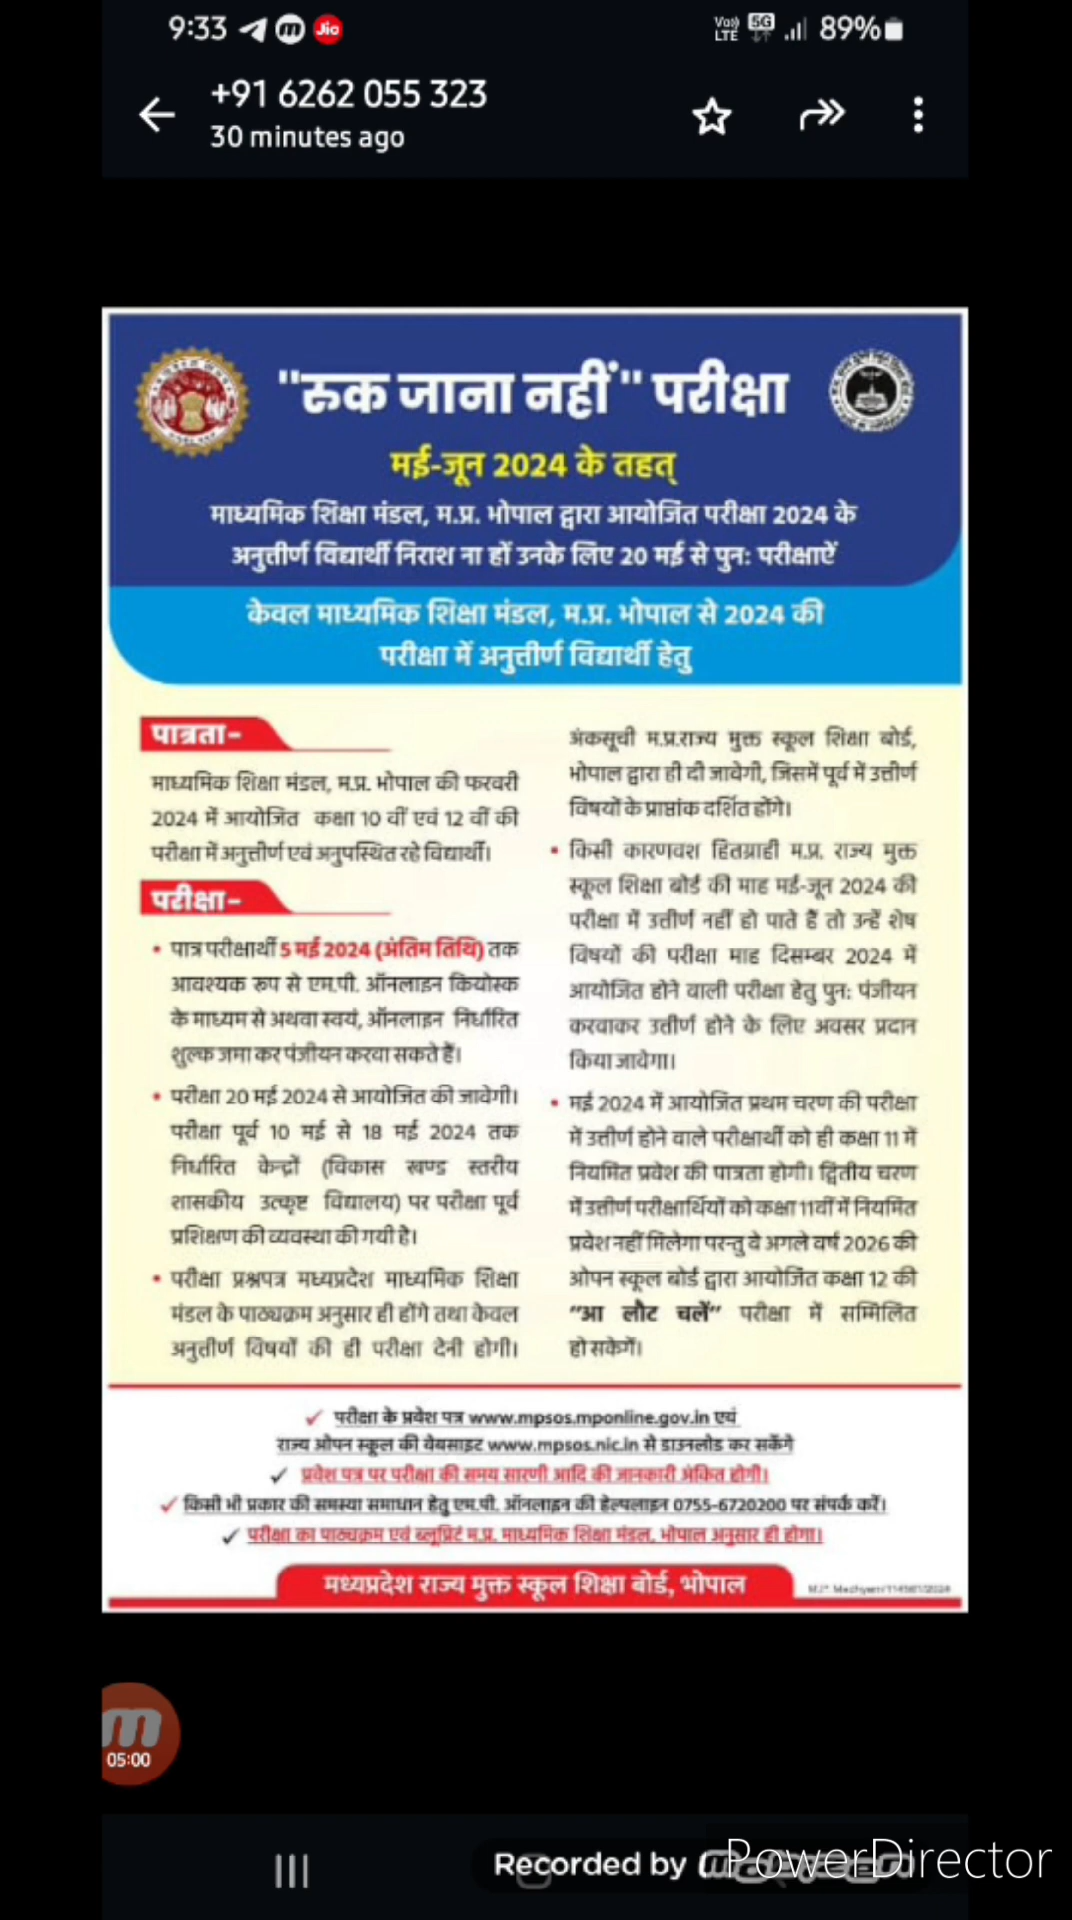 9:33
Vo)) LTE 5G 89%
+91 6262 055 323
30 minutes ago
"रुक जाना नहीं" परीक्षा
मई-जून 2024 के तहत्
माध्यमिक शिक्षा मंडल, म.प्र. भोपाल द्वारा आयोजित परीक्षा 2024 के
अनुत्तीर्ण विद्यार्थी निराश ना हों उनके लिए 20 मई से पुन: परीक्षाऐं
केवल माध्यमिक शिक्षा मंडल, म.प्र. भोपाल से 2024 की
परीक्षा में अनुत्तीर्ण विद्यार्थी हेतु
पात्रता-
माध्यमिक शिक्षा मंडल, म.प्र. भोपाल की फरवरी
2024 में आयोजित कक्षा 10 वीं एवं 12 वीं की
परीक्षा में अनुत्तीर्ण एवं अनुपस्थित रहे विद्यार्थी।
परीक्षा-
• पात्र परीक्षार्थी 5 मई 2024 (अंतिम तिथि) तक
आवश्यक रूप से एम.पी. ऑनलाइन कियोस्क
के माध्यम से अथवा स्वयं, ऑनलाइन निर्धारित
शुल्क जमा कर पंजीयन करवा सकते हैं।
• परीक्षा 20 मई 2024 से आयोजित की जावेगी।
परीक्षा पूर्व 10 मई से 18 मई 2024 तक
निर्धारित केन्द्रों (विकास खण्ड स्तरीय
शासकीय उत्कृष्ट विद्यालय) पर परीक्षा पूर्व
प्रशिक्षण की व्यवस्था की गयी है।
• परीक्षा प्रश्नपत्र मध्यप्रदेश माध्यमिक शिक्षा
मंडल के पाठ्यक्रम अनुसार ही होंगे तथा केवल
अनुत्तीर्ण विषयों की ही परीक्षा देनी होगी।
अंकसूची म.प्र.राज्य मुक्त स्कूल शिक्षा बोर्ड,
भोपाल द्वारा ही दी जावेगी, जिसमें पूर्व में उत्तीर्ण
विषयों के प्राप्तांक दर्शित होंगे।
• किसी कारणवश हितग्राही म.प्र. राज्य मुक्त
स्कूल शिक्षा बोर्ड की माह मई-जून 2024 की
परीक्षा में उत्तीर्ण नहीं हो पाते हैं तो उन्हें शेष
विषयों की परीक्षा माह दिसम्बर 2024 में
आयोजित होने वाली परीक्षा हेतु पुन: पंजीयन
करवाकर उत्तीर्ण होने के लिए अवसर प्रदान
किया जावेगा।
• मई 2024 में आयोजित प्रथम चरण की परीक्षा
में उत्तीर्ण होने वाले परीक्षार्थी को ही कक्षा 11 में
नियमित प्रवेश की पात्रता होगी। द्वितीय चरण
में उत्तीर्ण परीक्षार्थियों को कक्षा 11वीं में नियमित
प्रवेश नहीं मिलेगा परन्तु वे अगले वर्ष 2026 की
ओपन स्कूल बोर्ड द्वारा आयोजित कक्षा 12 की
"आ लौट चलें" परीक्षा में सम्मिलित
हो सकेगें।
✓ परीक्षा के प्रवेश पत्र www.mpsos.mponline.gov.in एवं
राज्य ओपन स्कूल की वेबसाइट www.mpsos.nic.in से डाउनलोड कर सकेंगे
✓ प्रवेश पत्र पर परीक्षा की समय सारणी आदि की जानकारी अंकित होगी।
✓ किसी भी प्रकार की समस्या समाधान हेतु एम.पी. ऑनलाइन की हेल्पलाइन 0755-6720200 पर संपर्क करें।
✓ परीक्षा का पाठ्यक्रम एवं ब्लूप्रिंट म.प्र. माध्यमिक शिक्षा मंडल, भोपाल अनुसार ही होगा।
मध्यप्रदेश राज्य मुक्त स्कूल शिक्षा बोर्ड, भोपाल
05:00
Recorded by
PowerDirector